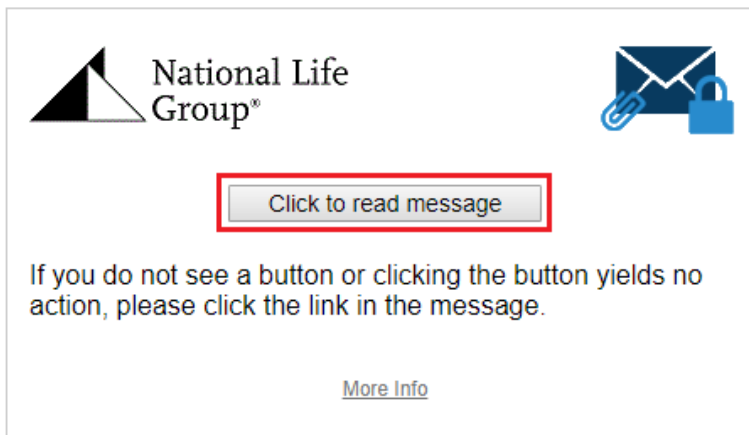 National Life
Group®
Click to read message
If you do not see a button or clicking the button yields no
action, please click the link in the message.
More Info